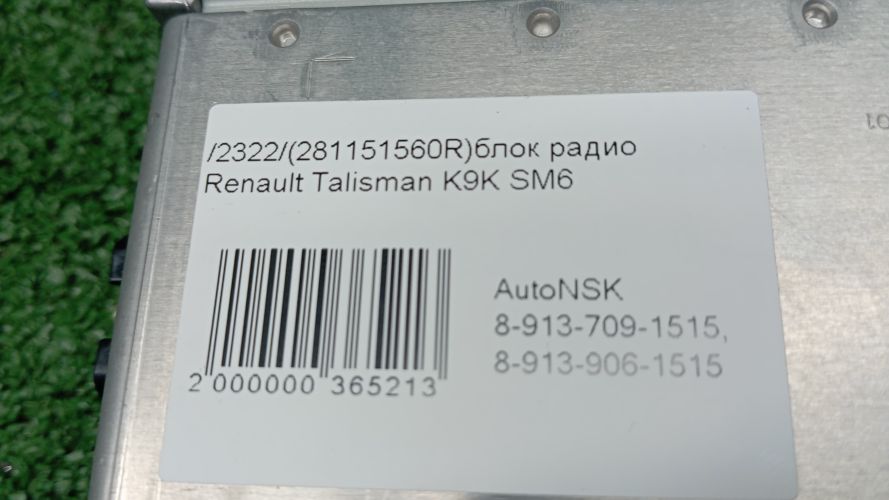 /2322/(281151560R)блок радио
Renault Talisman K9K SM6
AutoNSK
8-913-709-1515,
8-913-906-1515
2 000000 365213